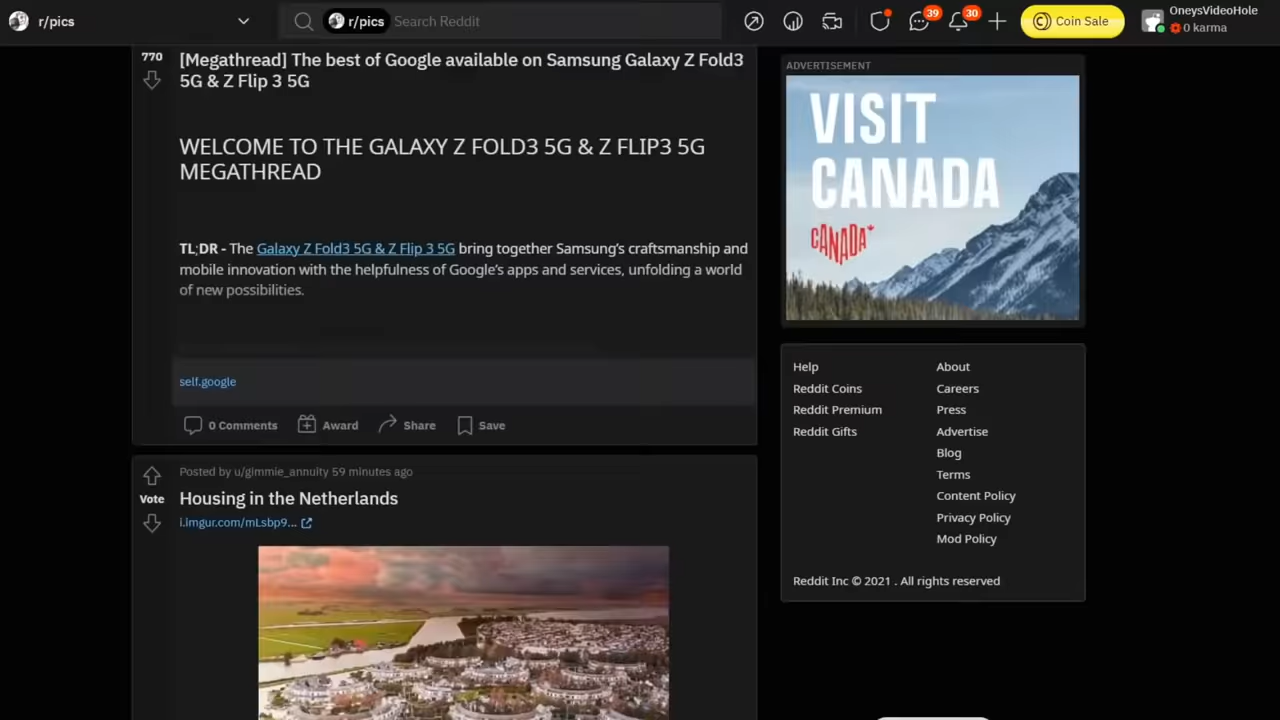 r/pics
r/pics Search Reddit
39
30
Coin Sale
OneysVideoHole
0 karma
770
[Megathread] The best of Google available on Samsung Galaxy Z Fold3
5G & Z Flip 3 5G
WELCOME TO THE GALAXY Z FOLD3 5G & Z FLIP3 5G
MEGATHREAD
TL;DR - The Galaxy Z Fold3 5G & Z Flip 3 5G bring together Samsung's craftsmanship and
mobile innovation with the helpfulness of Google's apps and services, unfolding a world
of new possibilities.
self.google
0 Comments Award Share Save
Posted by u/gimmie_annuity 59 minutes ago
Vote
Housing in the Netherlands
i.imgur.com/mLsbp9...
ADVERTISEMENT
VISIT
CANADA
CANADA
Help
Reddit Coins
Reddit Premium
Reddit Gifts
About
Careers
Press
Advertise
Blog
Terms
Content Policy
Privacy Policy
Mod Policy
Reddit Inc © 2021 . All rights reserved